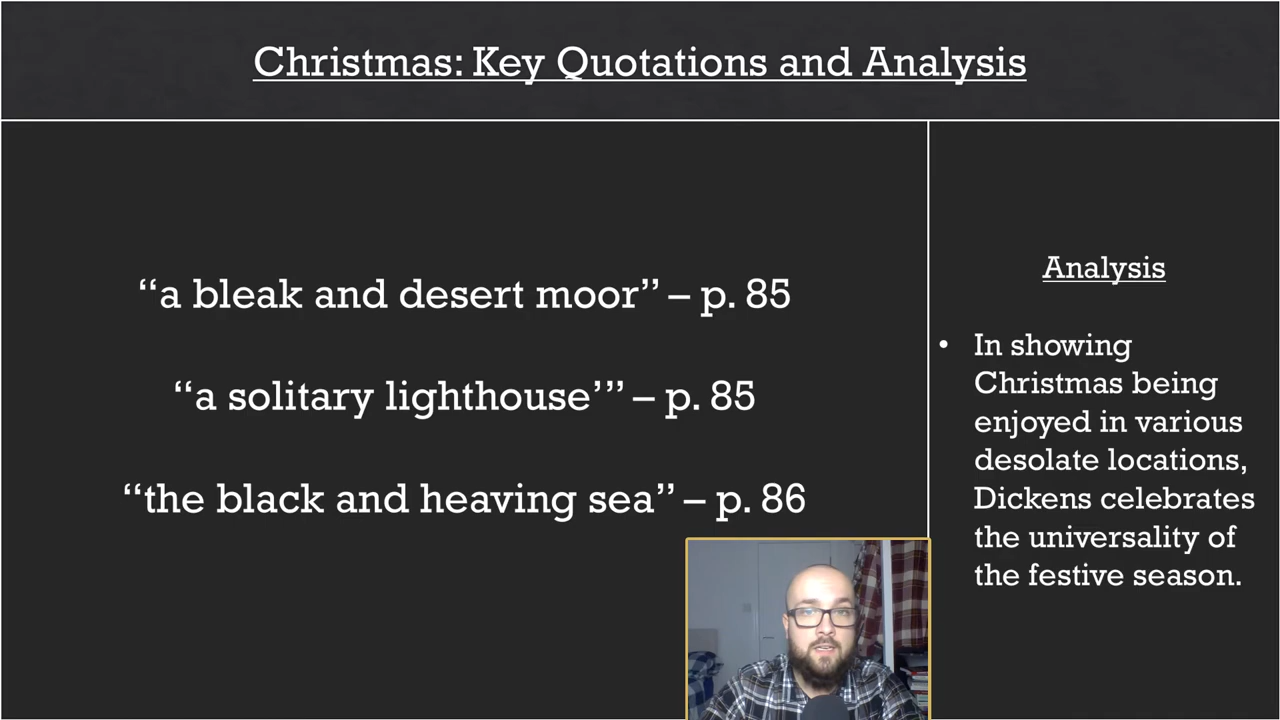 Christmas: Key Quotations and Analysis
“a bleak and desert moor” – p. 85
“a solitary lighthouse’” – p. 85
“the black and heaving sea” – p. 86
Analysis
• In showing
Christmas being
enjoyed in various
desolate locations,
Dickens celebrates
the universality of
the festive season.